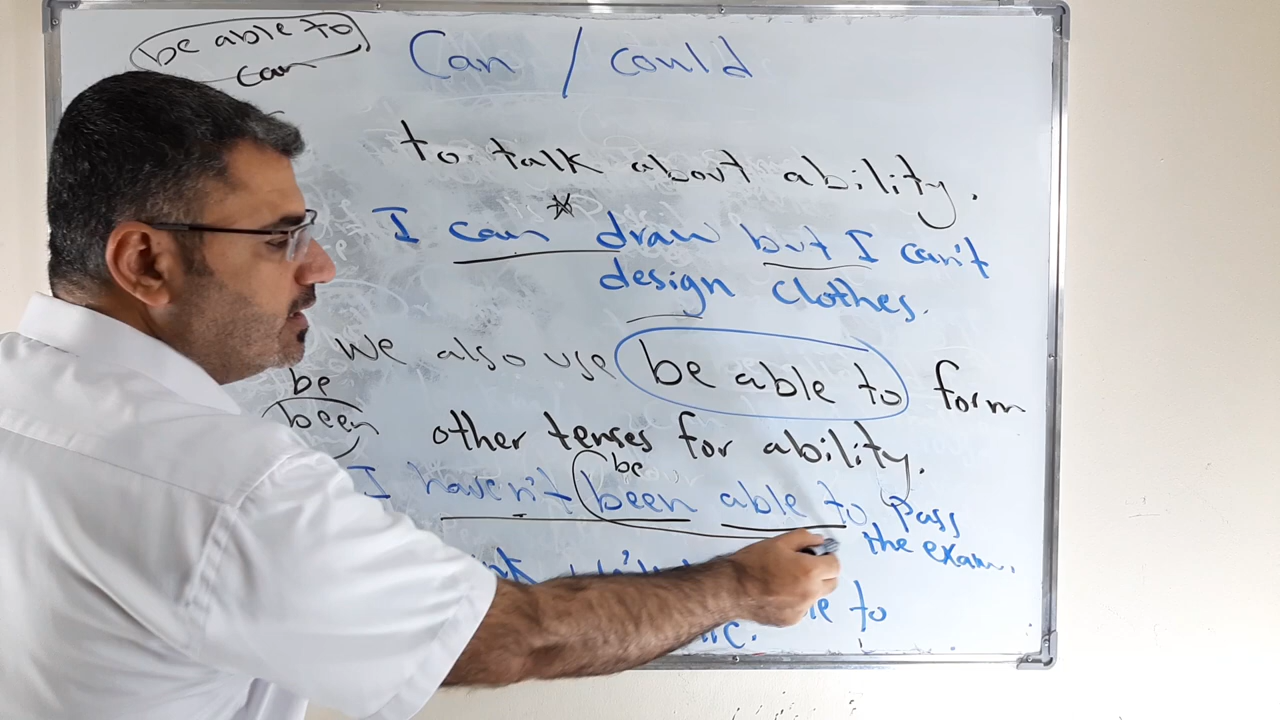 be able to
can
Can / could
to talk about ability.
I can draw but I can't
design clothes.
We also use be able to form
be
been
other tenses for ability.
be
I haven't been able to pass
the exam.
to